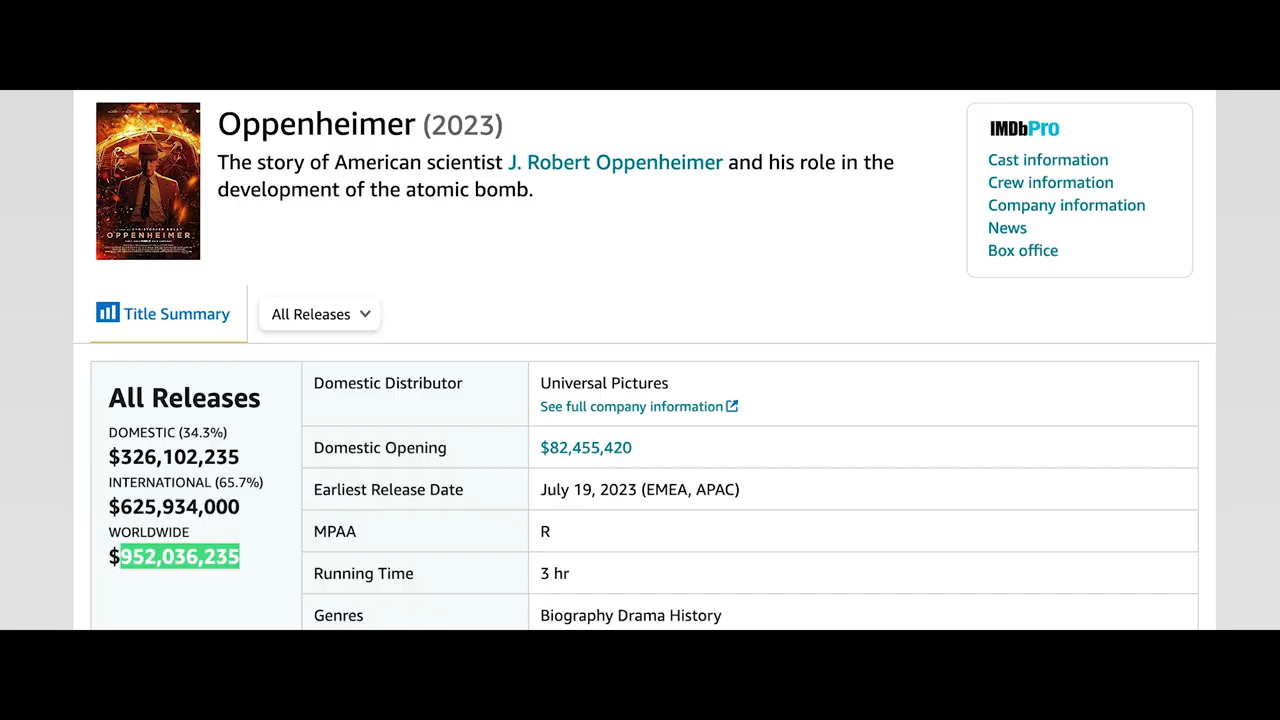 Oppenheimer (2023)
The story of American scientist J. Robert Oppenheimer and his role in the
development of the atomic bomb.
IMDbPro
Cast information
Crew information
Company information
News
Box office
OPPENHEIMER
Title Summary
All Releases
All Releases
DOMESTIC (34.3%)
$326,102,235
INTERNATIONAL (65.7%)
$625,934,000
WORLDWIDE
$952,036,235
Domestic Distributor
Universal Pictures
See full company information
Domestic Opening
$82,455,420
Earliest Release Date
July 19, 2023 (EMEA, APAC)
MPAA
R
Running Time
3 hr
Genres
Biography Drama History